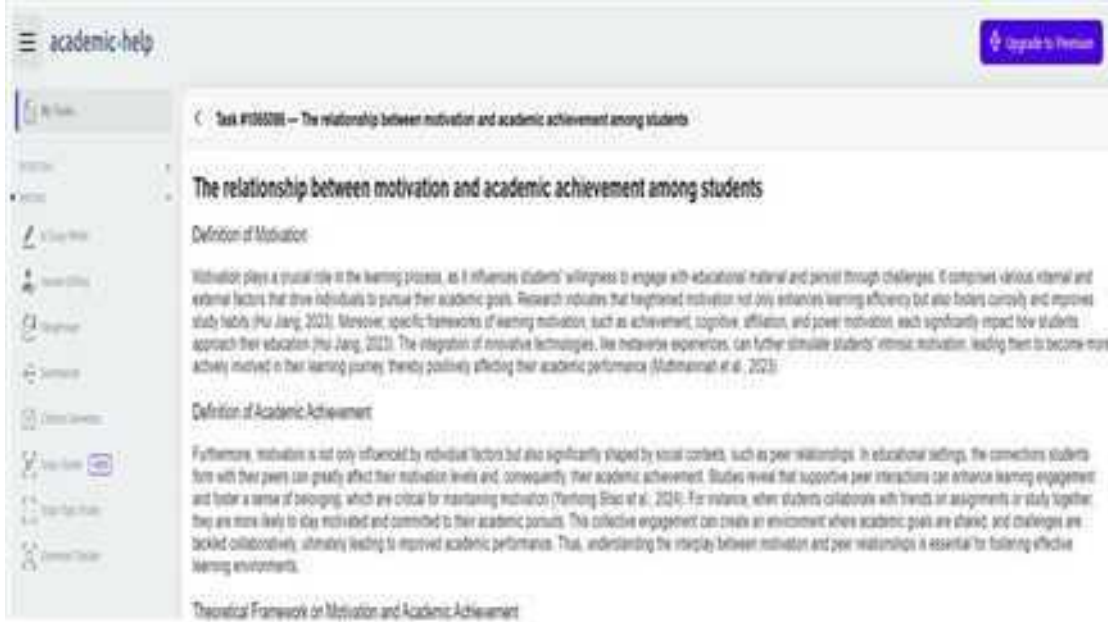 academic-help
Upgrade to Premium
My Tasks
Task #1065086 — The relationship between motivation and academic achievement among students
The relationship between motivation and academic achievement among students
Definition of Motivation
Motivation plays a crucial role in the learning process, as it influences students' willingness to engage with educational material and persist through challenges. It comprises various internal and
external factors that drive individuals to pursue their academic goals. Research indicates that heightened motivation not only enhances learning efficiency but also fosters curiosity and improves
study habits (Hui Jiang, 2023). Moreover, specific frameworks of learning motivation, such as achievement, cognitive, affiliation, and power motivation, each significantly impact how students
approach their education (Hui Jiang, 2023). The integration of innovative technologies, like metaverse experiences, can further stimulate students' intrinsic motivation, leading them to become more
actively involved in their learning journey, thereby positively affecting their academic performance (et al., 2023).
Definition of Academic Achievement
Furthermore, motivation is not only influenced by individual factors but also significantly shaped by social contexts, such as peer relationships. In educational settings, the connections students
form with their peers can greatly affect their motivation levels and, consequently, their academic achievement. Studies reveal that supportive peer interactions can enhance learning engagement
and foster a sense of belonging, which are critical for maintaining motivation (Yanhong Shao et al., 2024). For instance, when students collaborate with friends on assignments or study together,
they are more likely to stay motivated and committed to their academic pursuits. This collective engagement can create an environment where academic goals are shared, and challenges are
tackled collaboratively, ultimately leading to improved academic performance. Thus, understanding the interplay between motivation and peer relationships is essential for fostering effective
learning environments.
Theoretical Framework on Motivation and Academic Achievement